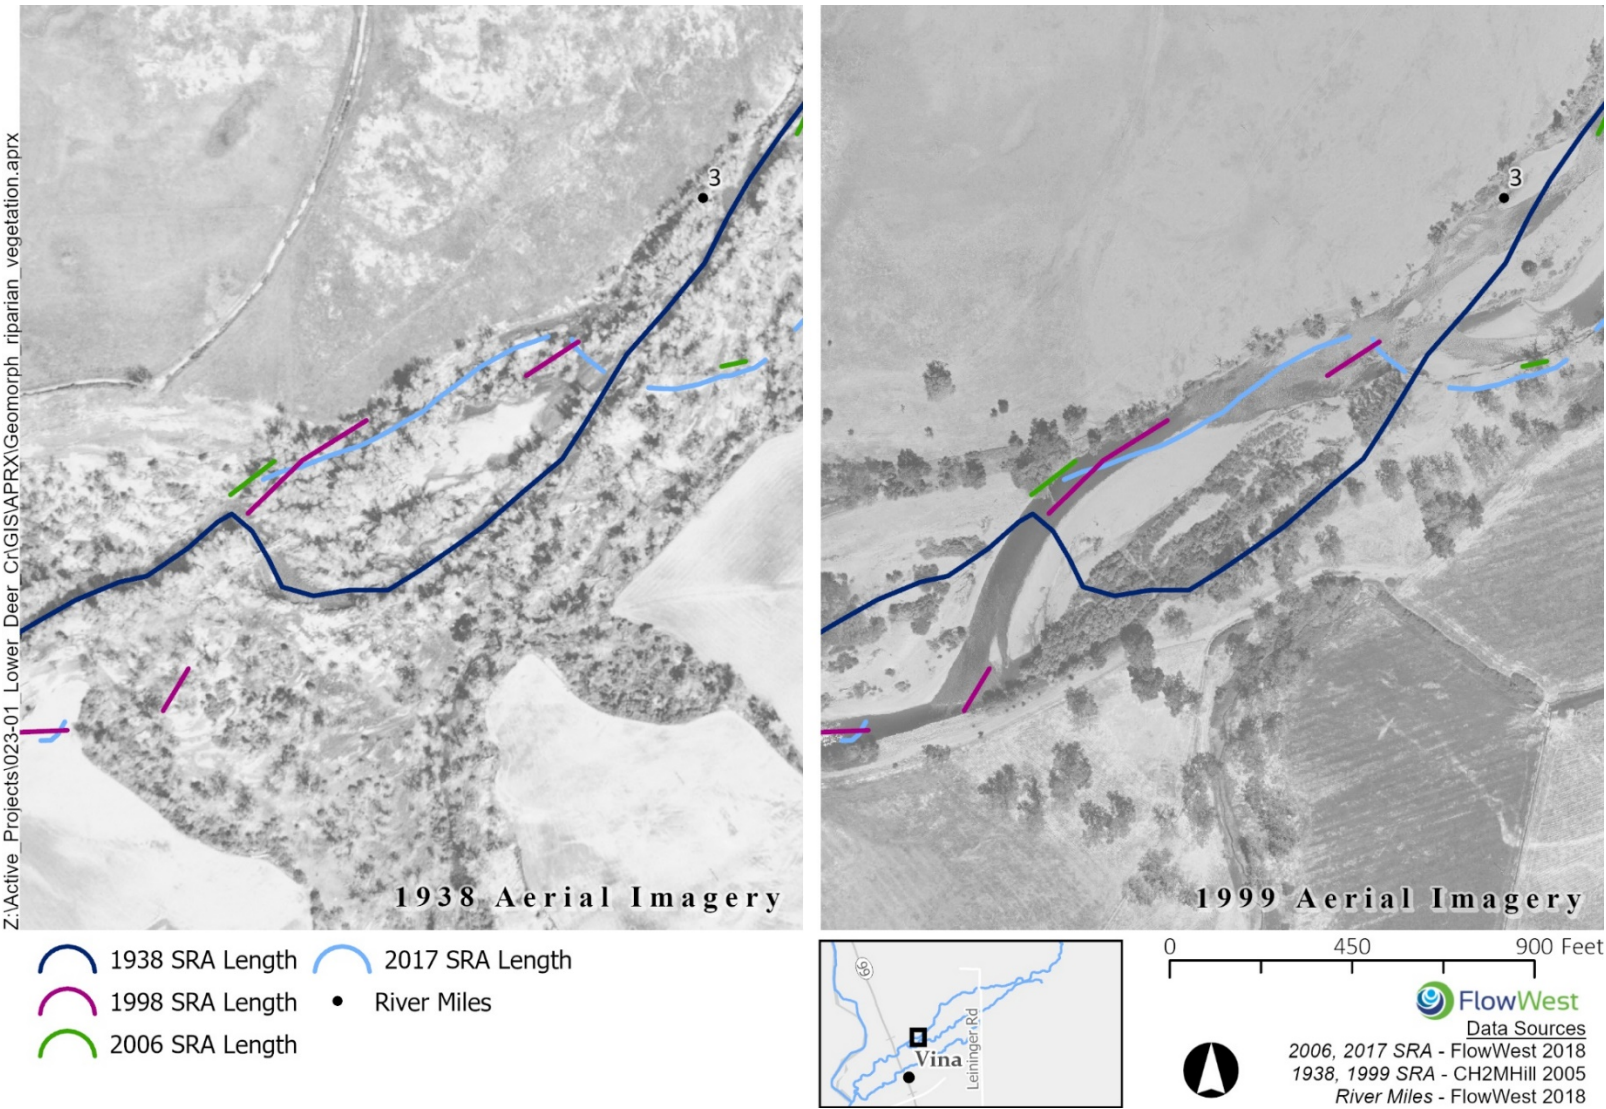 Z:\Active_Projects\023-01_Lower_Deer_Cr\GIS\APRX\Geomorph_riparian_vegetation.aprx
3
1938 Aerial Imagery
3
1999 Aerial Imagery
1938 SRA Length
2017 SRA Length
1998 SRA Length
River Miles
2006 SRA Length
99
Leininger Rd
Vina
0 450 900 Feet
FlowWest
Data Sources
2006, 2017 SRA - FlowWest 2018
1938, 1999 SRA - CH2MHill 2005
River Miles - FlowWest 2018